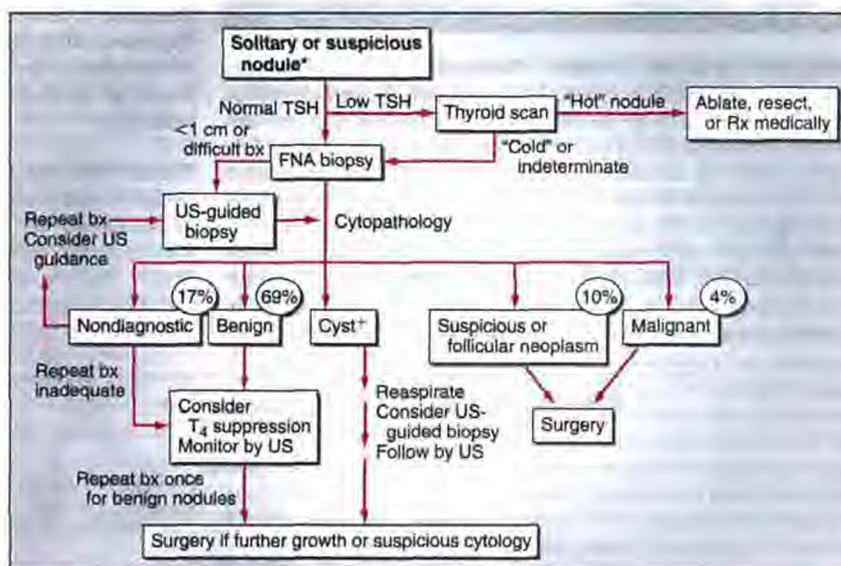 Solitary or suspicious
nodule*
Normal TSH
Low TSH
Thyroid scan
"Hot" nodule
Ablate, resect,
or Rx medically
<1 cm or
difficult bx
FNA biopsy
"Cold" or
indeterminate
Repeat bx
Consider US
guidance
US-guided
biopsy
Cytopathology
17%
69%
10%
4%
Nondiagnostic
Benign
Cyst+
Suspicious or
follicular neoplasm
Malignant
Repeat bx
inadequate
Consider
T4 suppression
Monitor by US
Reaspirate
Consider US-
guided biopsy
Follow by US
Surgery
Repeat bx once
for benign nodules
Surgery if further growth or suspicious cytology